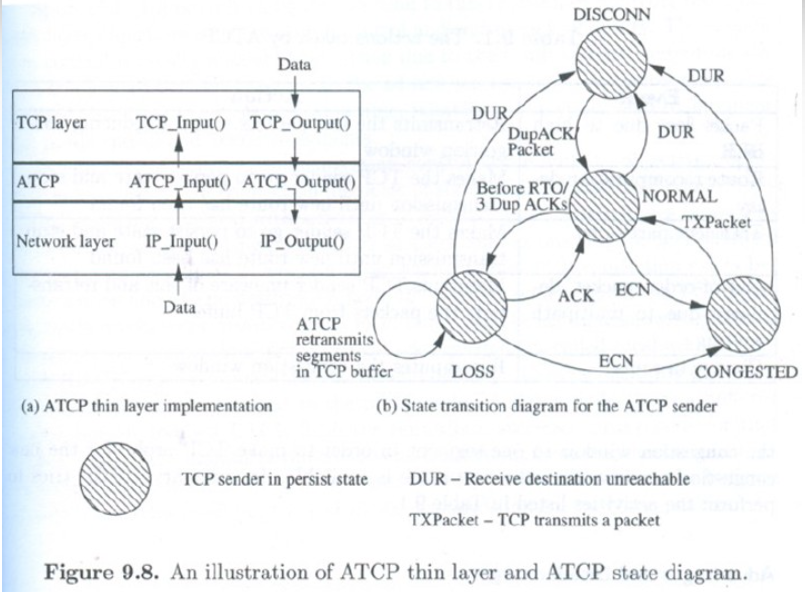 DISCONN
Data
DUR
TCP layer TCP_Input() TCP_Output()
DUR
DupACK/
Packet
DUR
ATCP ATCP_Input() ATCP_Output()
Before RTO/
3 Dup ACKs
NORMAL
TXPacket
Network layer IP_Input() IP_Output()
Data
ACK
ECN
ATCP
retransmits
segments
in TCP buffer
LOSS
ECN
CONGESTED
(a) ATCP thin layer implementation
(b) State transition diagram for the ATCP sender
TCP sender in persist state
DUR – Receive destination unreachable
TXPacket – TCP transmits a packet
Figure 9.8. An illustration of ATCP thin layer and ATCP state diagram.